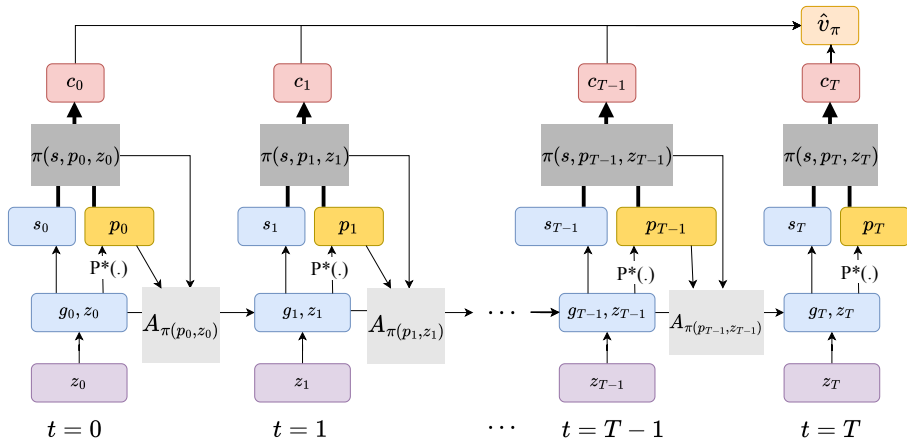 v̂_π
c_0 c_1 c_{T−1} c_T
π(s, p_0, z_0) π(s, p_1, z_1) π(s, p_{T−1}, z_{T−1}) π(s, p_T, z_T)
s_0 p_0 s_1 p_1 s_{T−1} p_{T−1} s_T p_T
P*(.) P*(.) P*(.) P*(.)
g_0, z_0 A_{π(p_0,z_0)} g_1, z_1 A_{π(p_1,z_1)} ⋯ g_{T−1}, z_{T−1} A_{π(p_{T−1},z_{T−1})} g_T, z_T
z_0 z_1 z_{T−1} z_T
t = 0 t = 1 ⋯ t = T − 1 t = T